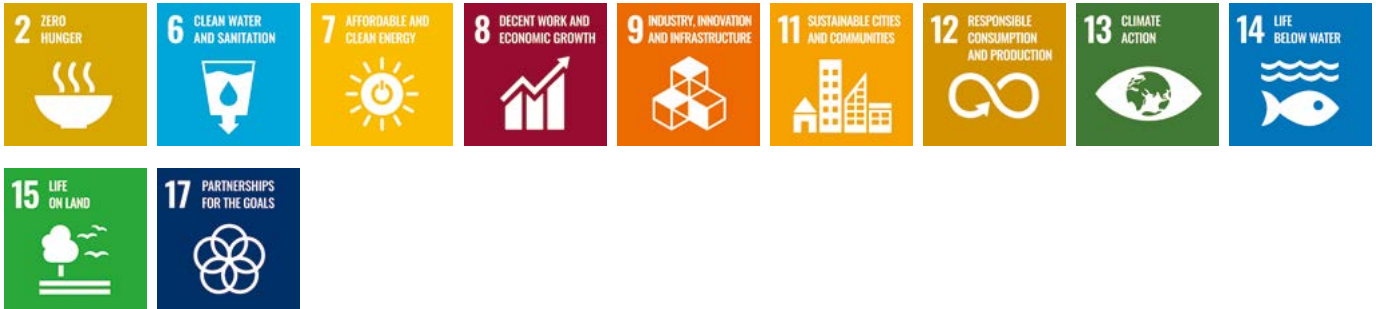 2 ZERO
HUNGER
6 CLEAN WATER
AND SANITATION
7 AFFORDABLE AND
CLEAN ENERGY
8 DECENT WORK AND
ECONOMIC GROWTH
9 INDUSTRY, INNOVATION
AND INFRASTRUCTURE
11 SUSTAINABLE CITIES
AND COMMUNITIES
12 RESPONSIBLE
CONSUMPTION
AND PRODUCTION
13 CLIMATE
ACTION
14 LIFE
BELOW WATER
15 LIFE
ON LAND
17 PARTNERSHIPS
FOR THE GOALS